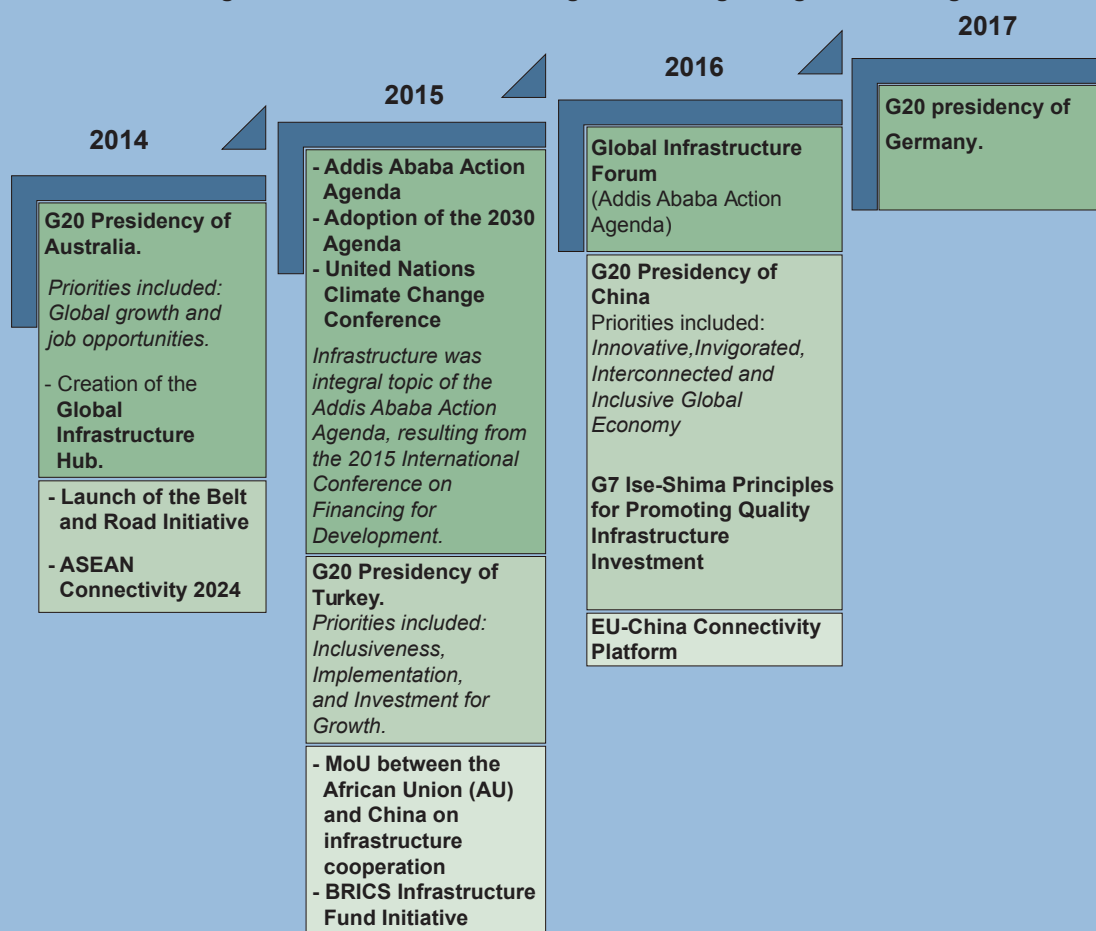 2014
G20 Presidency of
Australia.
Priorities included:
Global growth and
job opportunities.
- Creation of the
Global
Infrastructure
Hub.
- Launch of the Belt
and Road Initiative
- ASEAN
Connectivity 2024
2015
- Addis Ababa Action
Agenda
- Adoption of the 2030
Agenda
- United Nations
Climate Change
Conference
Infrastructure was
integral topic of the
Addis Ababa Action
Agenda, resulting from
the 2015 International
Conference on
Financing for
Development.
G20 Presidency of
Turkey.
Priorities included:
Inclusiveness,
Implementation,
and Investment for
Growth.
- MoU between the
African Union (AU)
and China on
infrastructure
cooperation
- BRICS Infrastructure
Fund Initiative
2016
Global Infrastructure
Forum
(Addis Ababa Action
Agenda)
G20 Presidency of
China
Priorities included:
Innovative,Invigorated,
Interconnected and
Inclusive Global
Economy
G7 Ise-Shima Principles
for Promoting Quality
Infrastructure
Investment
EU-China Connectivity
Platform
2017
G20 presidency of
Germany.